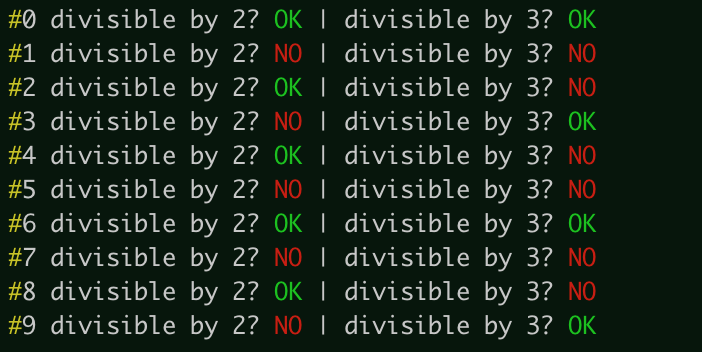 #0 divisible by 2? OK | divisible by 3? OK
#1 divisible by 2? NO | divisible by 3? NO
#2 divisible by 2? OK | divisible by 3? NO
#3 divisible by 2? NO | divisible by 3? OK
#4 divisible by 2? OK | divisible by 3? NO
#5 divisible by 2? NO | divisible by 3? NO
#6 divisible by 2? OK | divisible by 3? OK
#7 divisible by 2? NO | divisible by 3? NO
#8 divisible by 2? OK | divisible by 3? NO
#9 divisible by 2? NO | divisible by 3? OK